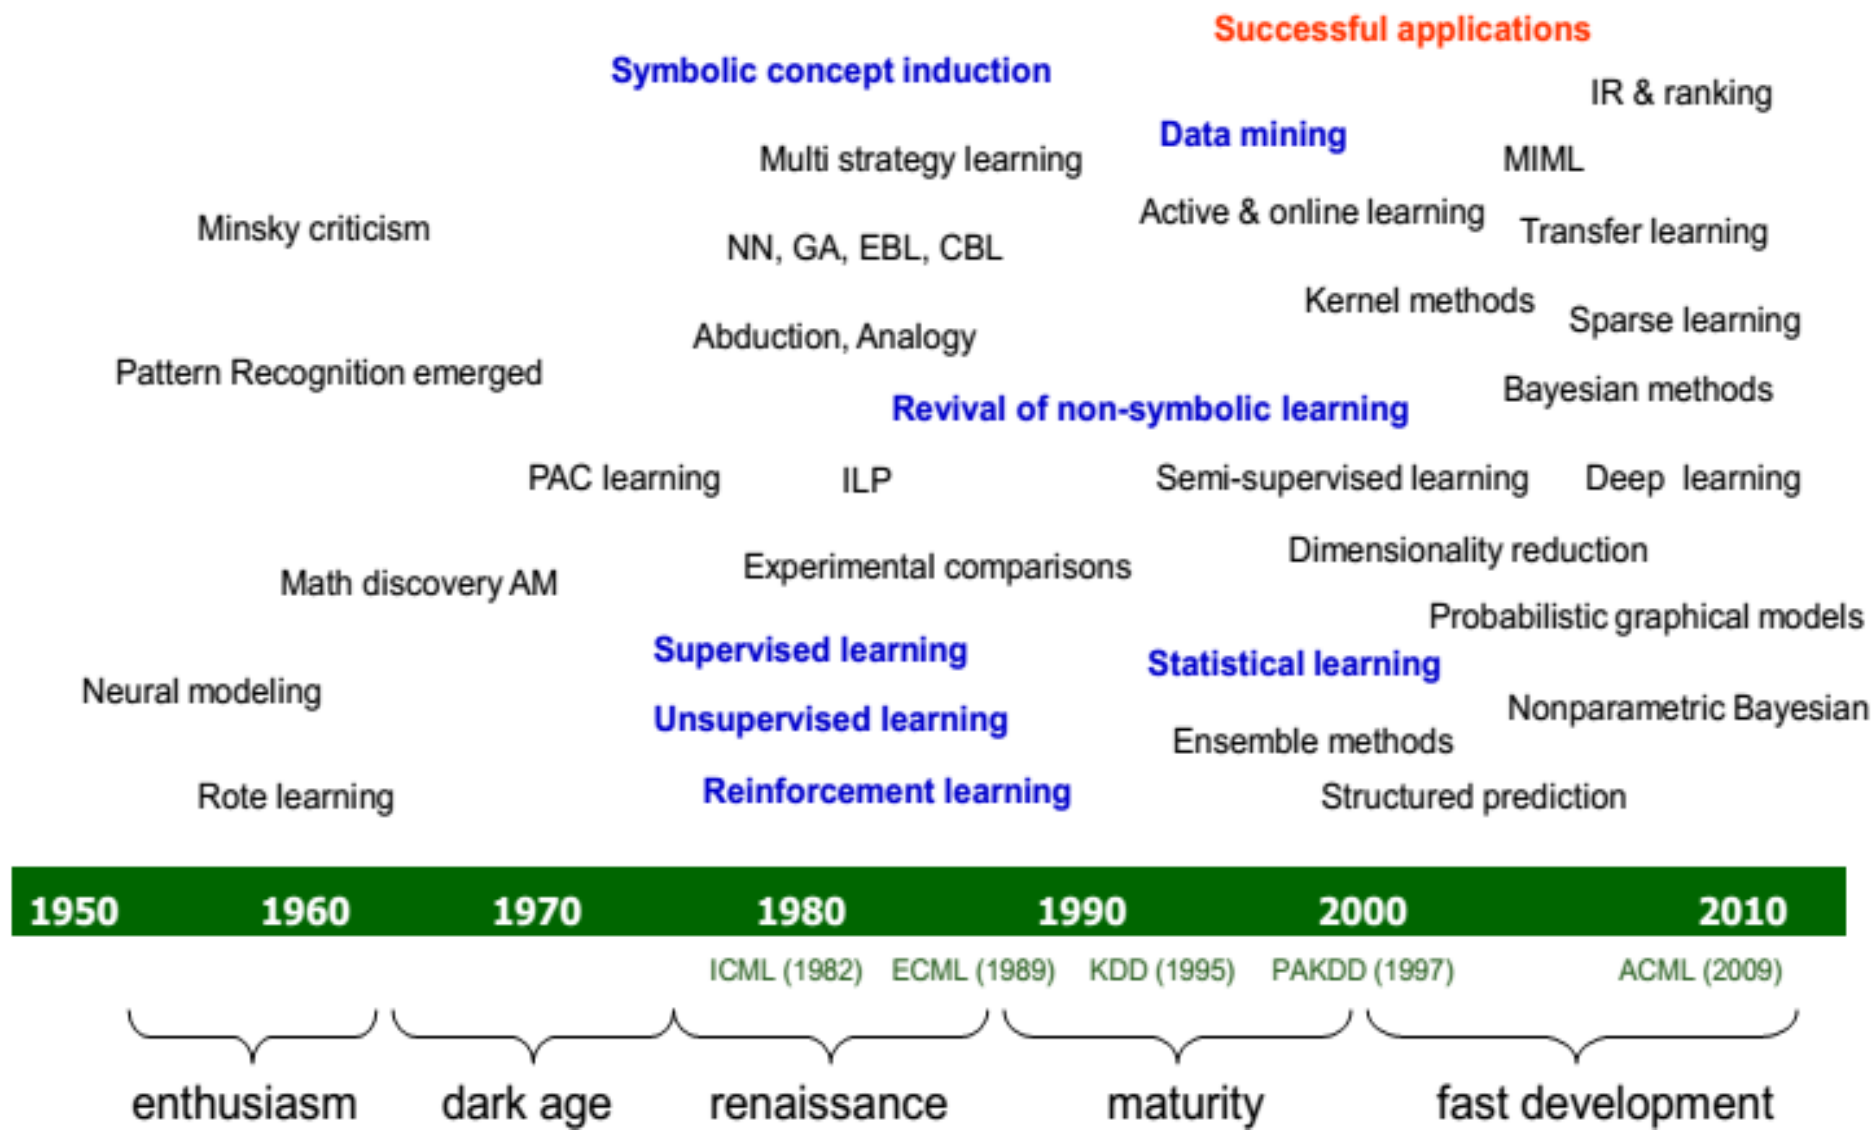 Successful applications
Symbolic concept induction
IR & ranking
Data mining
Multi strategy learning
MIML
Active & online learning
Minsky criticism
Transfer learning
NN, GA, EBL, CBL
Kernel methods
Sparse learning
Abduction, Analogy
Pattern Recognition emerged
Bayesian methods
Revival of non-symbolic learning
PAC learning
ILP
Semi-supervised learning
Deep learning
Dimensionality reduction
Experimental comparisons
Math discovery AM
Probabilistic graphical models
Supervised learning
Statistical learning
Neural modeling
Nonparametric Bayesian
Unsupervised learning
Ensemble methods
Reinforcement learning
Rote learning
Structured prediction
1950 1960 1970 1980 1990 2000 2010
ICML (1982) ECML (1989) KDD (1995) PAKDD (1997) ACML (2009)
enthusiasm dark age renaissance maturity fast development